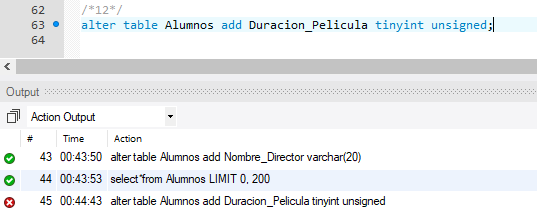 62 /*12*/
63 alter table Alumnos add Duracion_Pelicula tinyint unsigned;
64
Output
Action Output
# Time Action
43 00:43:50 alter table Alumnos add Nombre_Director varchar(20)
44 00:43:53 select*from Alumnos LIMIT 0, 200
45 00:44:43 alter table Alumnos add Duracion_Pelicula tinyint unsigned